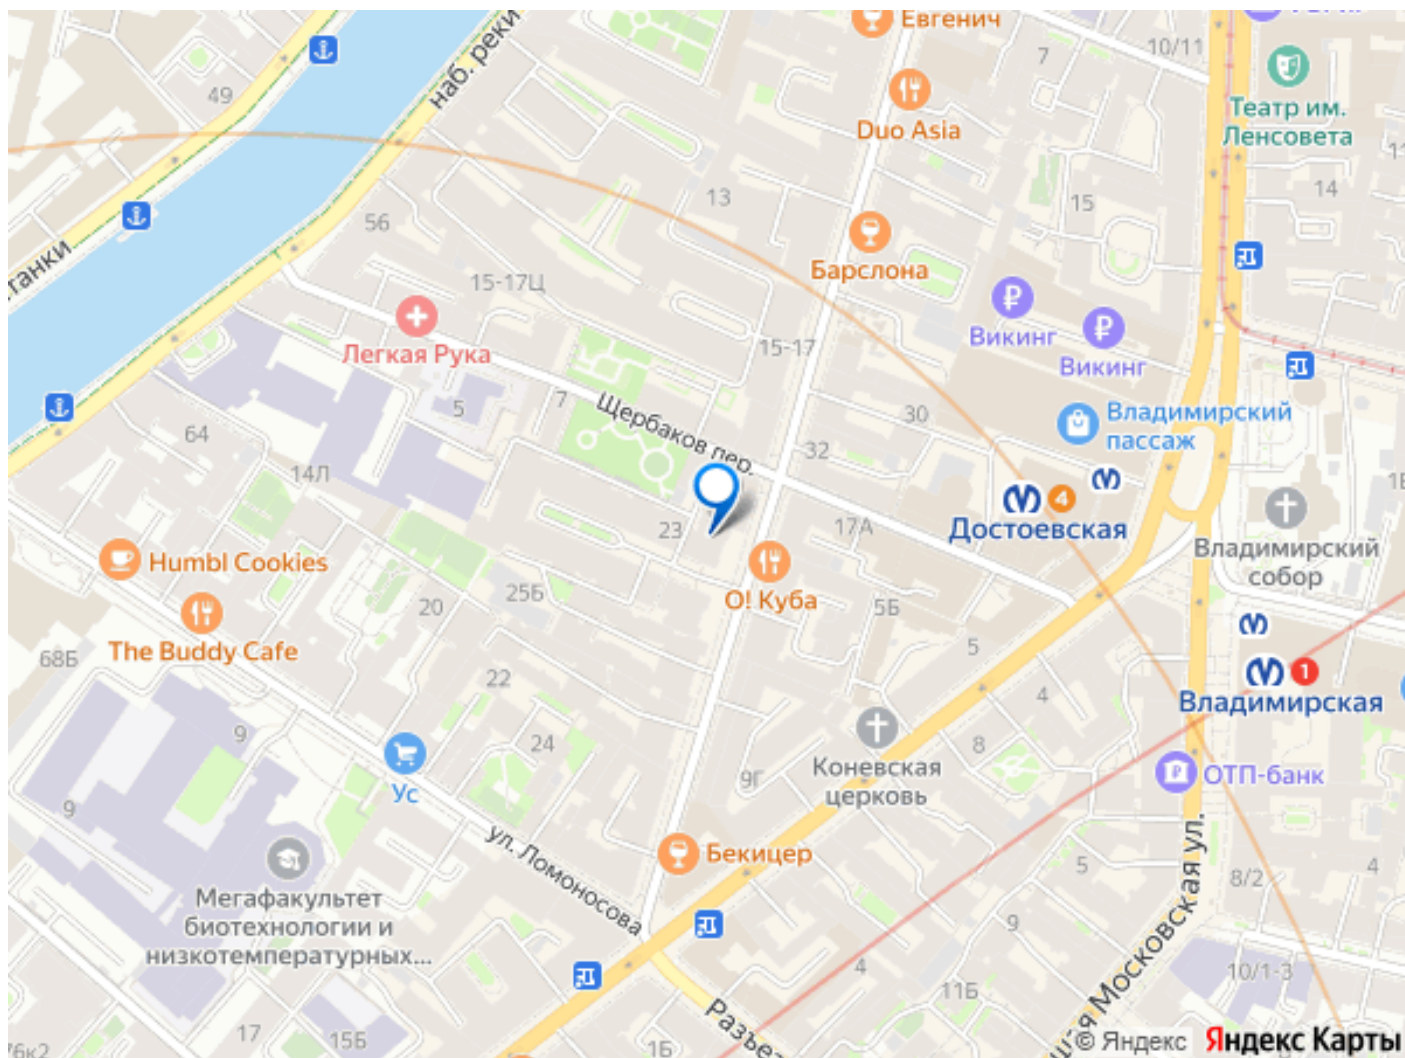 Евгенич
10/11
7
наб. реки
49
Театр им.
Ленсовета
Duo Asia
14
13
15
56
танки
Барслона
15-17Ц
Викинг
Викинг
Легкая Рука
15-17
5
7
Щербаков пер.
30
Владимирский
пассаж
64
32
14Л
4
Достоевская
23
17А
Владимирский
собор
Humbl Cookies
25Б
20
О! Куба
5Б
The Buddy Cafe
68Б
5
1
Владимирская
22
4
9
24
8
Коневская
церковь
9Г
ОТП-банк
Ус
9
ул. Ломоносова
Бекицер
Московская ул.
5
8/2
4
Мегафакультет
биотехнологии и
низкотемпературных...
9
4
10/1-3
11Б
17
15Б
1Б
76к2
© Яндекс Яндекс Карты